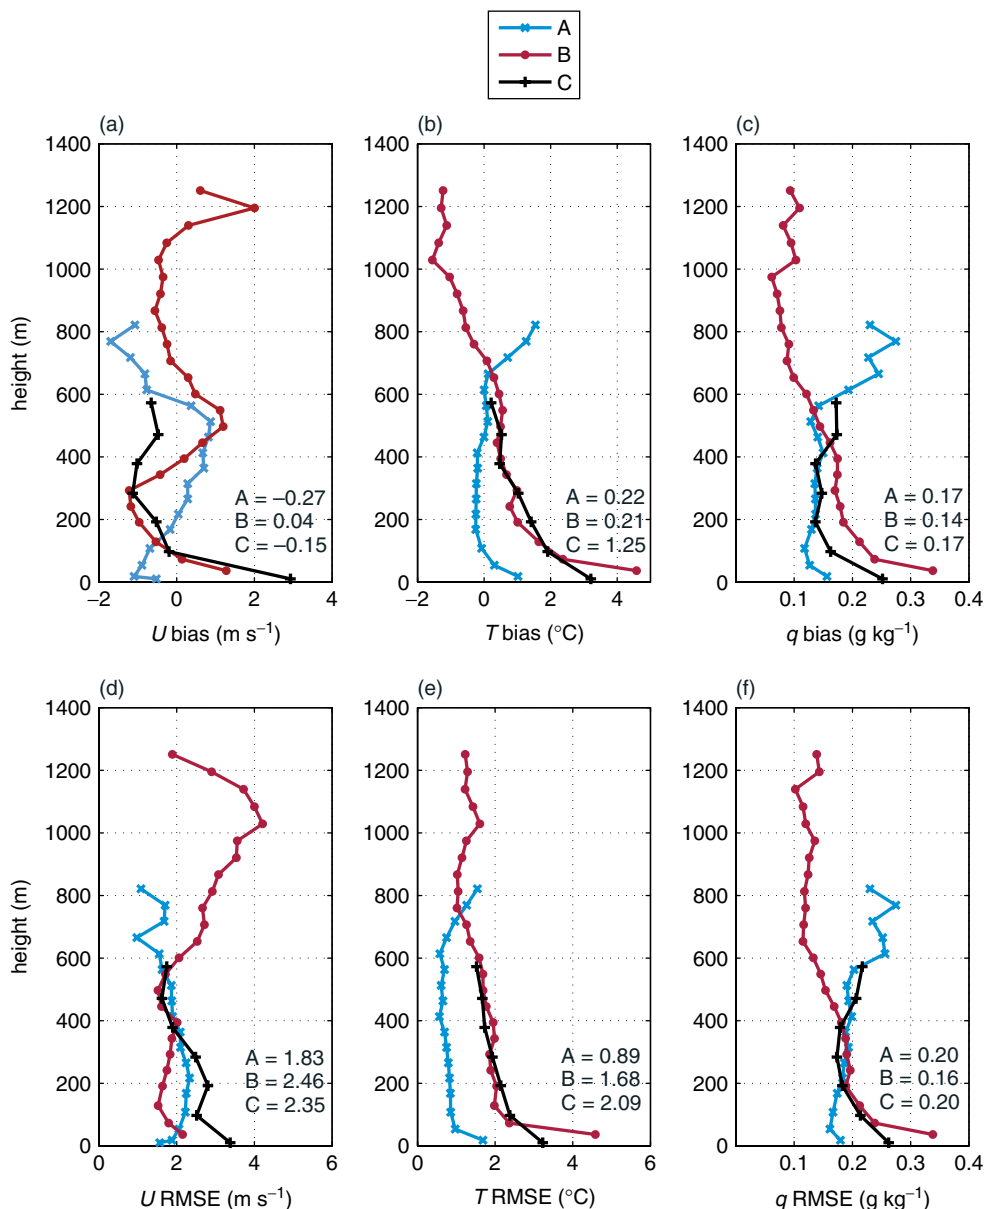 A
B
C
(a)
(b)
(c)
1400
1200
1000
800
600
400
200
0
height (m)
A = −0.27
B = 0.04
C = −0.15
−2
0
2
4
U bias (m s⁻¹)
1400
1200
1000
800
600
400
200
0
A = 0.22
B = 0.21
C = 1.25
0
2
4
T bias (°C)
1400
1200
1000
800
600
400
200
0
A = 0.17
B = 0.14
C = 0.17
0.1
0.2
0.3
0.4
q bias (g kg⁻¹)
(d)
(e)
(f)
1400
1200
1000
800
600
400
200
0
height (m)
A = 1.83
B = 2.46
C = 2.35
0
2
4
6
U RMSE (m s⁻¹)
1400
1200
1000
800
600
400
200
0
A = 0.89
B = 1.68
C = 2.09
0
2
4
6
T RMSE (°C)
1400
1200
1000
800
600
400
200
0
A = 0.20
B = 0.16
C = 0.20
0.1
0.2
0.3
0.4
q RMSE (g kg⁻¹)